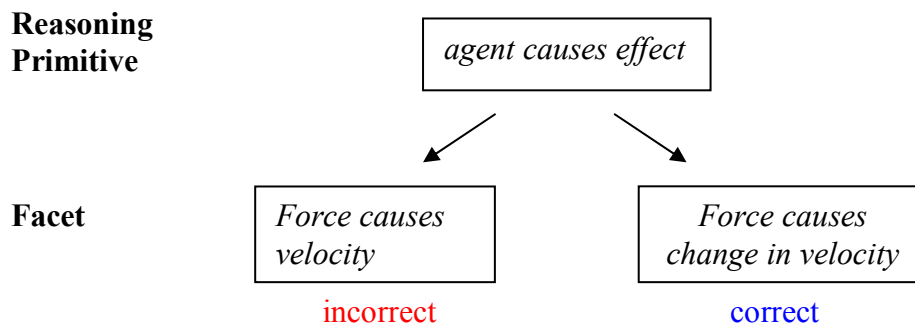 Reasoning
Primitive
agent causes effect
Facet
Force causes
velocity
Force causes
change in velocity
incorrect
correct